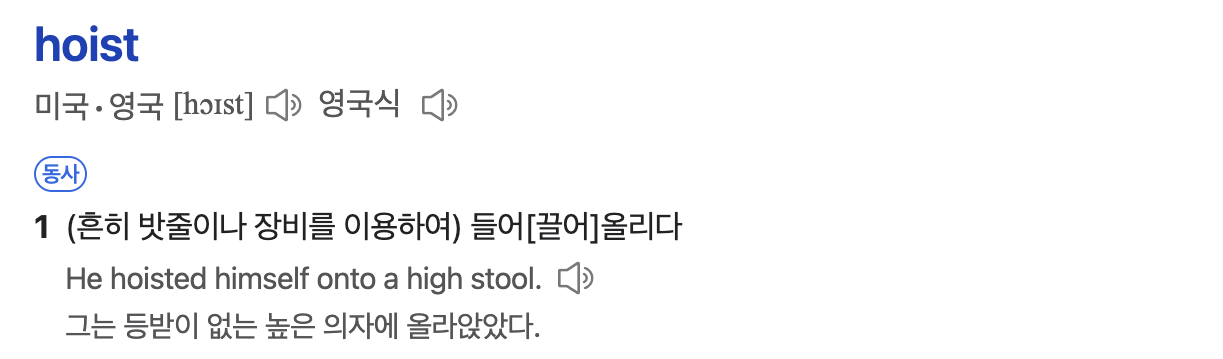 hoist
미국·영국 [hɔɪst] 영국식
동사
1 (흔히 밧줄이나 장비를 이용하여) 들어[끌어]올리다
He hoisted himself onto a high stool.
그는 등받이 없는 높은 의자에 올라앉았다.